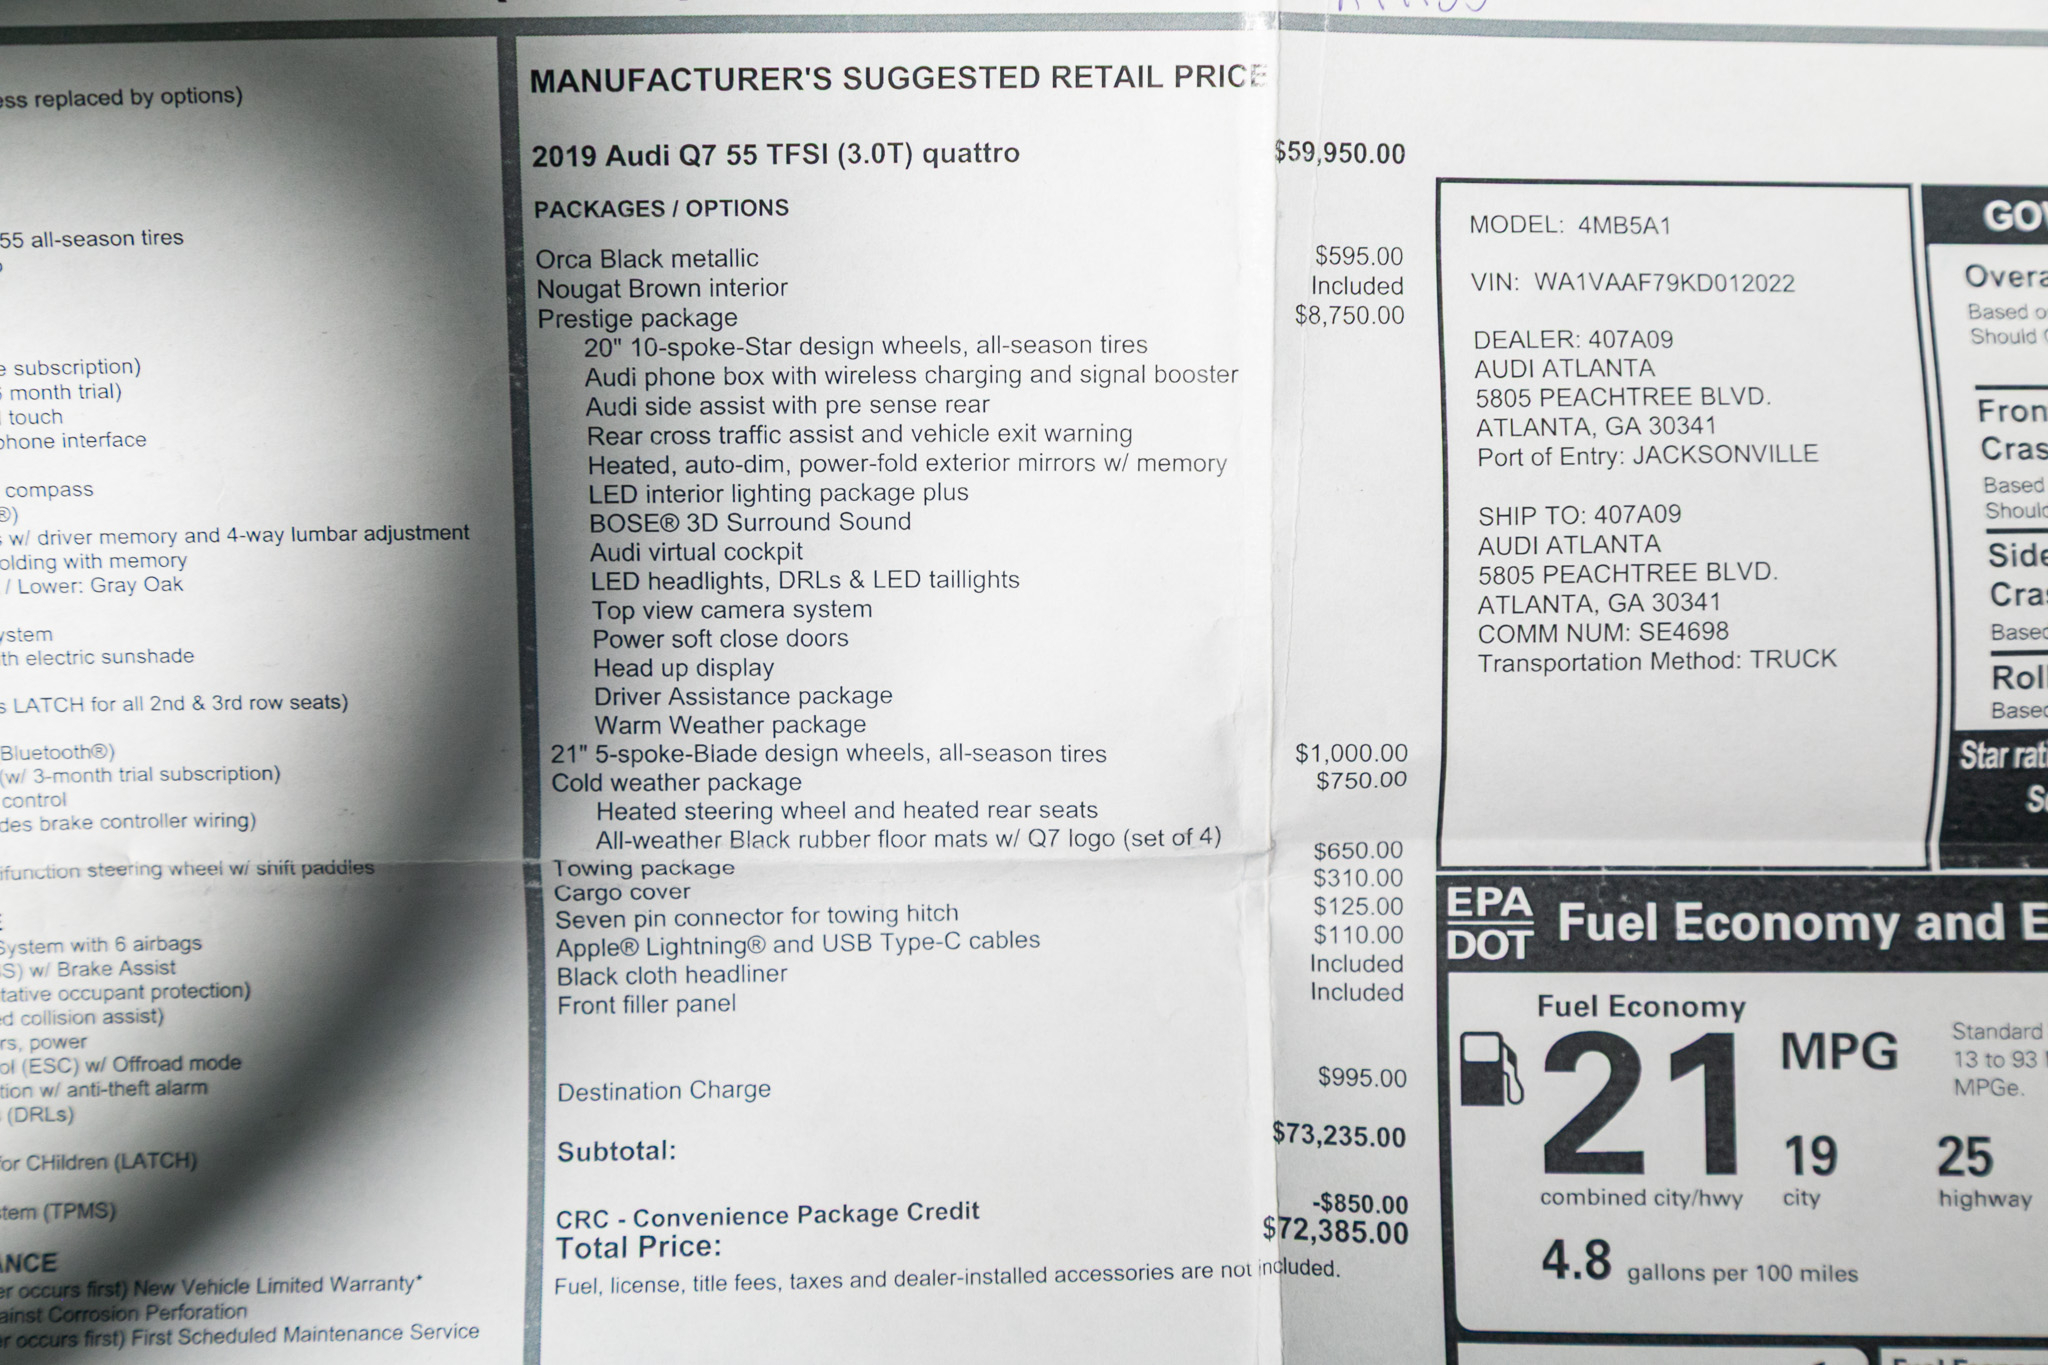 ess replaced by options)
55 all-season tires
e subscription)
month trial)
touch
phone interface
compass
®)
w/ driver memory and 4-way lumbar adjustment
olding with memory
/ Lower: Gray Oak
ystem
th electric sunshade
s LATCH for all 2nd & 3rd row seats)
Bluetooth®)
(w/ 3-month trial subscription)
control
des brake controller wiring)
ifunction steering wheel w/ shift paddles
System with 6 airbags
S) w/ Brake Assist
tative occupant protection)
ed collision assist)
rs, power
ol (ESC) w/ Offroad mode
tion w/ anti-theft alarm
(DRLs)
for CHildren (LATCH)
tem (TPMS)
ANCE
er occurs first) New Vehicle Limited Warranty*
ainst Corrosion Perforation
er occurs first) First Scheduled Maintenance Service
MANUFACTURER'S SUGGESTED RETAIL PRICE
2019 Audi Q7 55 TFSI (3.0T) quattro $59,950.00
PACKAGES / OPTIONS
Orca Black metallic $595.00
Nougat Brown interior Included
Prestige package $8,750.00
20" 10-spoke-Star design wheels, all-season tires
Audi phone box with wireless charging and signal booster
Audi side assist with pre sense rear
Rear cross traffic assist and vehicle exit warning
Heated, auto-dim, power-fold exterior mirrors w/ memory
LED interior lighting package plus
BOSE® 3D Surround Sound
Audi virtual cockpit
LED headlights, DRLs & LED taillights
Top view camera system
Power soft close doors
Head up display
Driver Assistance package
Warm Weather package
21" 5-spoke-Blade design wheels, all-season tires $1,000.00
Cold weather package $750.00
Heated steering wheel and heated rear seats
All-weather Black rubber floor mats w/ Q7 logo (set of 4)
Towing package $650.00
Cargo cover $310.00
Seven pin connector for towing hitch $125.00
Apple® Lightning® and USB Type-C cables $110.00
Black cloth headliner Included
Front filler panel Included
Destination Charge $995.00
Subtotal: $73,235.00
CRC - Convenience Package Credit -$850.00
Total Price: $72,385.00
Fuel, license, title fees, taxes and dealer-installed accessories are not included.
MODEL: 4MB5A1
VIN: WA1VAAF79KD012022
DEALER: 407A09
AUDI ATLANTA
5805 PEACHTREE BLVD.
ATLANTA, GA 30341
Port of Entry: JACKSONVILLE
SHIP TO: 407A09
AUDI ATLANTA
5805 PEACHTREE BLVD.
ATLANTA, GA 30341
COMM NUM: SE4698
Transportation Method: TRUCK
GOV
Overa
Based o
Should
Fron
Cras
Based
Should
Side
Cras
Based
Roll
Based
Star rati
EPA
DOT
Fuel Economy and E
Fuel Economy
21 MPG
Standard
13 to 93
MPGe.
19 25
combined city/hwy city highway
4.8 gallons per 100 miles